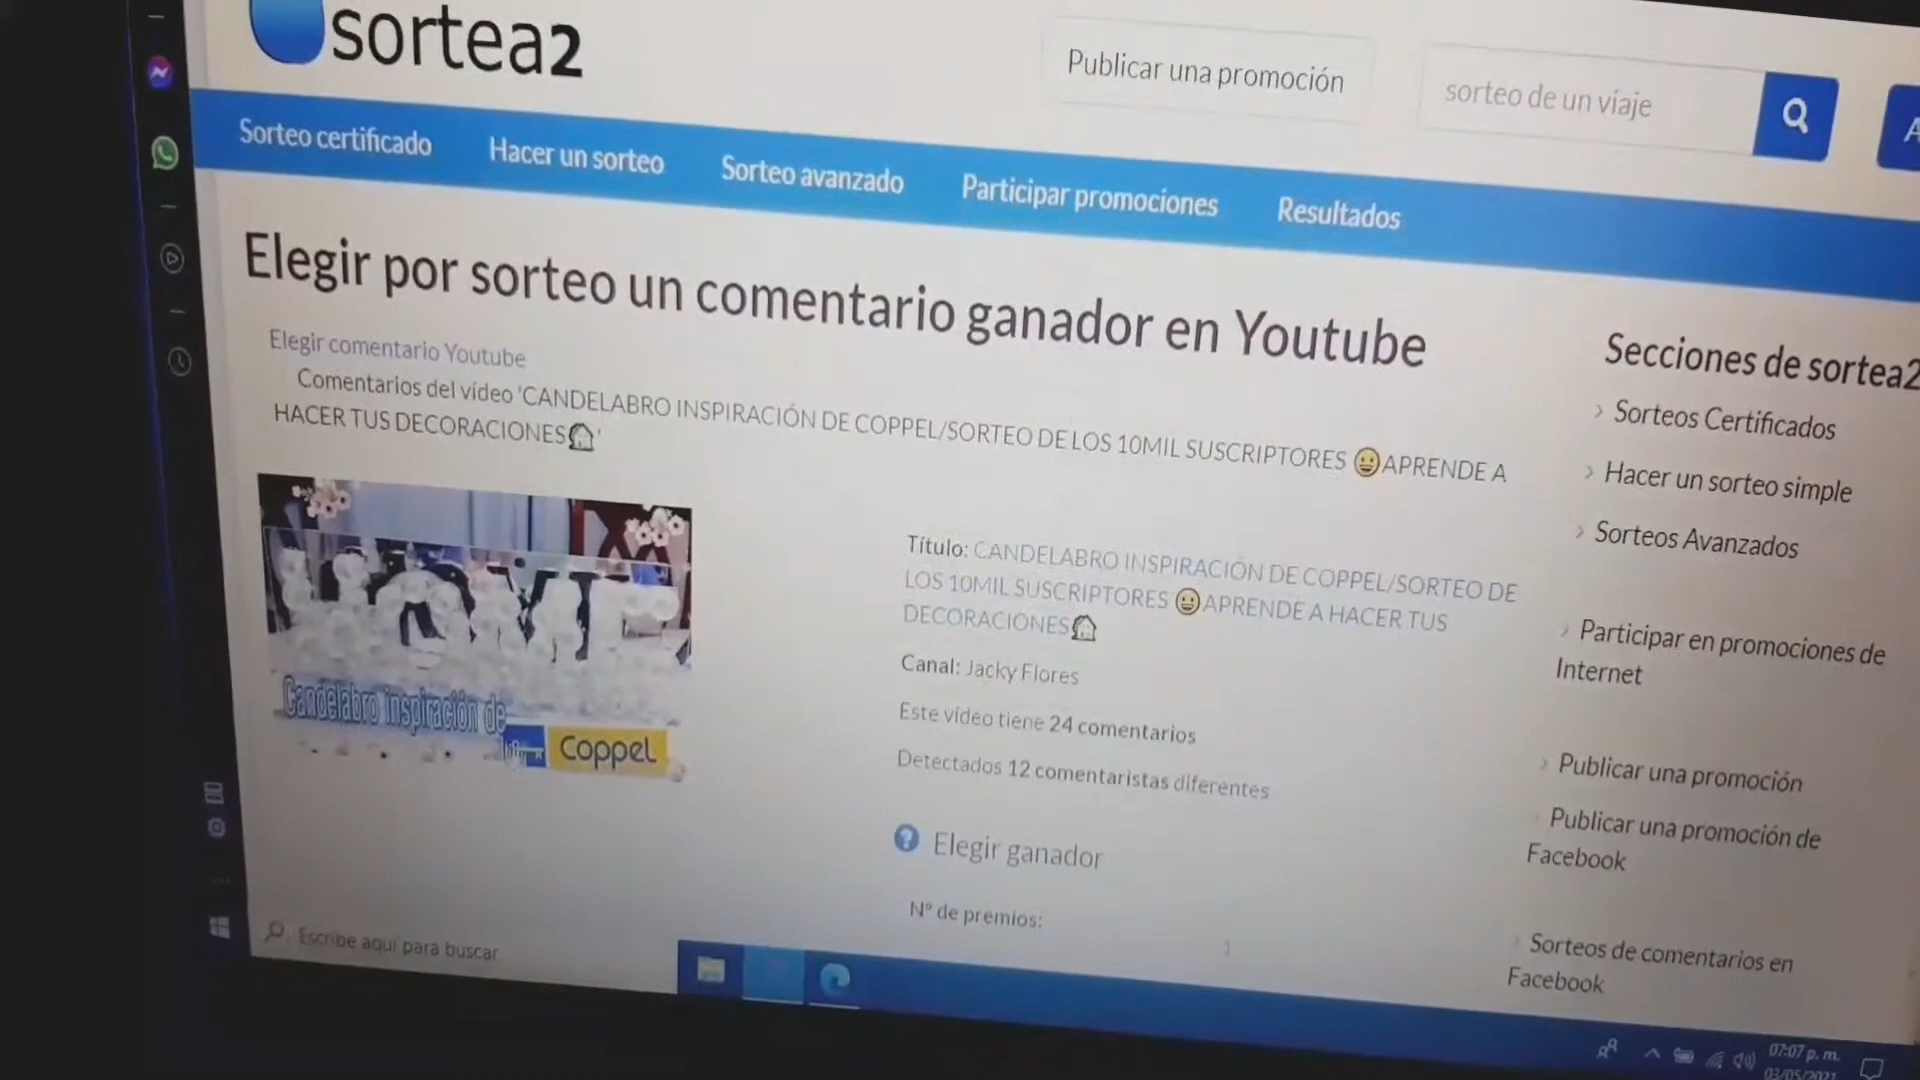 sortea2
Publicar una promoción
sorteo de un viaje
Sorteo certificado
Hacer un sorteo
Sorteo avanzado
Participar promociones
Resultados
Elegir por sorteo un comentario ganador en Youtube
Elegir comentario Youtube
Comentarios del vídeo 'CANDELABRO INSPIRACIÓN DE COPPEL/SORTEO DE LOS 10MIL SUSCRIPTORES 😀APRENDE A
HACER TUS DECORACIONES🏠'
Candelabro inspiración de
Coppel
Título: CANDELABRO INSPIRACIÓN DE COPPEL/SORTEO DE
LOS 10MIL SUSCRIPTORES 😀APRENDE A HACER TUS
DECORACIONES🏠
Canal: Jacky Flores
Este vídeo tiene 24 comentarios
Detectados 12 comentaristas diferentes
Elegir ganador
Nº de premios:
1
Secciones de sortea2
Sorteos Certificados
Hacer un sorteo simple
Sorteos Avanzados
Participar en promociones de
Internet
Publicar una promoción
Publicar una promoción de
Facebook
Sorteos de comentarios en
Facebook
Escribe aquí para buscar
07:07 p. m.
03/05/2021